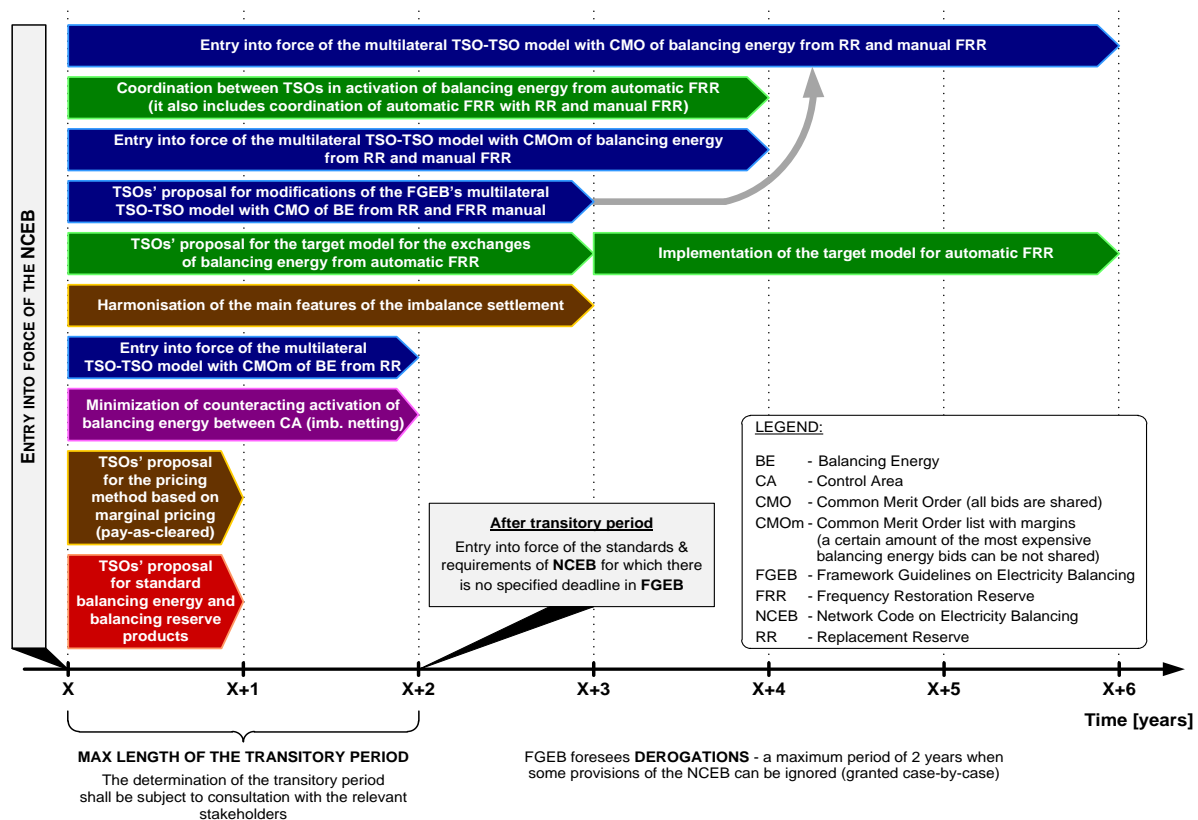 ENTRY INTO FORCE OF THE NCEB
Entry into force of the multilateral TSO-TSO model with CMO of balancing energy from RR and manual FRR
Coordination between TSOs in activation of balancing energy from automatic FRR
(it also includes coordination of automatic FRR with RR and manual FRR)
Entry into force of the multilateral TSO-TSO model with CMOm of balancing energy
from RR and manual FRR
TSOs' proposal for modifications of the FGEB's multilateral
TSO-TSO model with CMO of BE from RR and FRR manual
TSOs' proposal for the target model for the exchanges
of balancing energy from automatic FRR
Implementation of the target model for automatic FRR
Harmonisation of the main features of the imbalance settlement
Entry into force of the multilateral
TSO-TSO model with CMOm of BE from RR
Minimization of counteracting activation of
balancing energy between CA (imb. netting)
TSOs' proposal
for the pricing
method based on
marginal pricing
(pay-as-cleared)
TSOs' proposal
for standard
balancing energy and
balancing reserve
products
After transitory period
Entry into force of the standards &
requirements of NCEB for which there
is no specified deadline in FGEB
LEGEND:
BE - Balancing Energy
CA - Control Area
CMO - Common Merit Order (all bids are shared)
CMOm - Common Merit Order list with margins
(a certain amount of the most expensive
balancing energy bids can be not shared)
FGEB - Framework Guidelines on Electricity Balancing
FRR - Frequency Restoration Reserve
NCEB - Network Code on Electricity Balancing
RR - Replacement Reserve
X X+1 X+2 X+3 X+4 X+5 X+6
Time [years]
MAX LENGTH OF THE TRANSITORY PERIOD
The determination of the transitory period
shall be subject to consultation with the relevant
stakeholders
FGEB foresees DEROGATIONS - a maximum period of 2 years when
some provisions of the NCEB can be ignored (granted case-by-case)